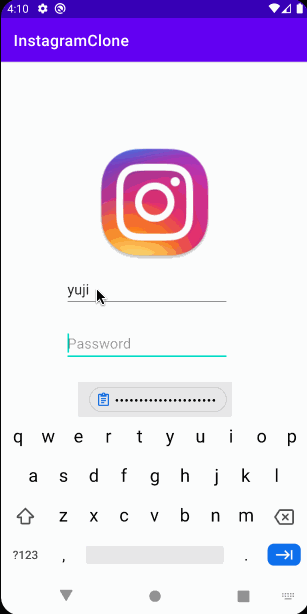 4:10
InstagramClone
yuji
Password
••••••••••••••••••••••
q w e r t y u i o p
a s d f g h j k l
z x c v b n m
?123 , .